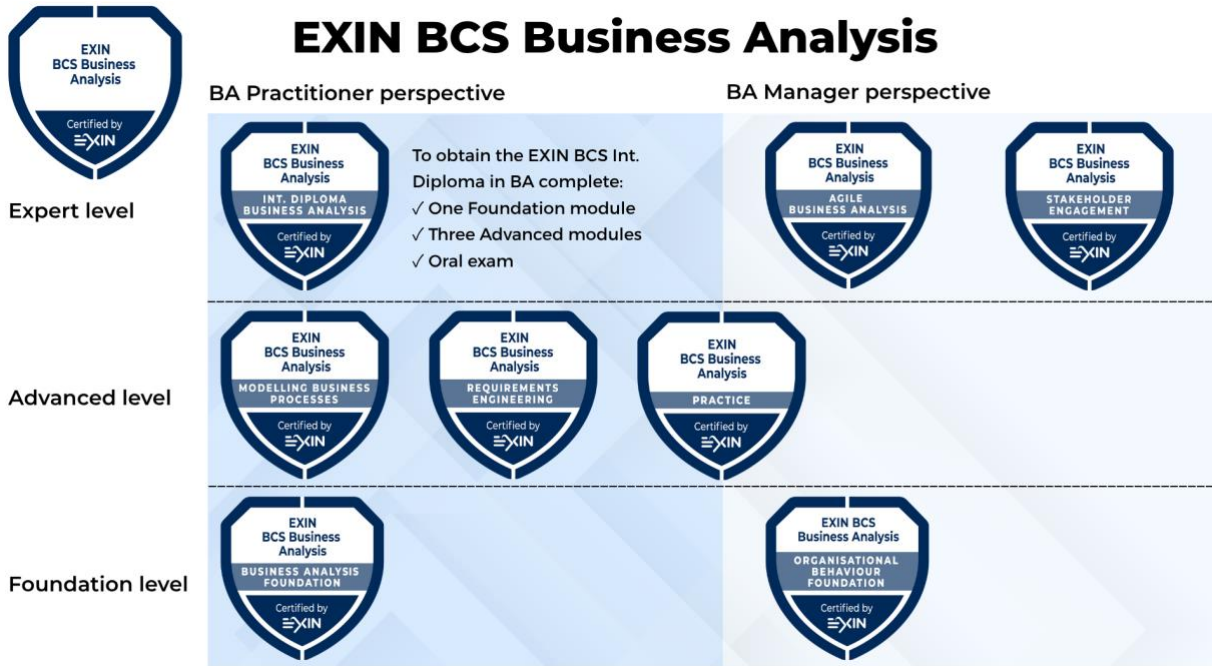 EXIN
BCS Business
Analysis
Certified by
EXIN
EXIN BCS Business Analysis
BA Practitioner perspective
BA Manager perspective
Expert level
EXIN
BCS Business
Analysis
INT. DIPLOMA
BUSINESS ANALYSIS
Certified by
EXIN
To obtain the EXIN BCS Int.
Diploma in BA complete:
✓ One Foundation module
✓ Three Advanced modules
✓ Oral exam
EXIN
BCS Business
Analysis
AGILE
BUSINESS ANALYSIS
Certified by
EXIN
EXIN
BCS Business
Analysis
STAKEHOLDER
ENGAGEMENT
Certified by
EXIN
Advanced level
EXIN
BCS Business
Analysis
MODELLING BUSINESS
PROCESSES
Certified by
EXIN
EXIN
BCS Business
Analysis
REQUIREMENTS
ENGINEERING
Certified by
EXIN
EXIN
BCS Business
Analysis
PRACTICE
Certified by
EXIN
Foundation level
EXIN
BCS Business
Analysis
BUSINESS ANALYSIS
FOUNDATION
Certified by
EXIN
EXIN BCS
Business Analysis
ORGANISATIONAL
BEHAVIOUR
FOUNDATION
Certified by
EXIN